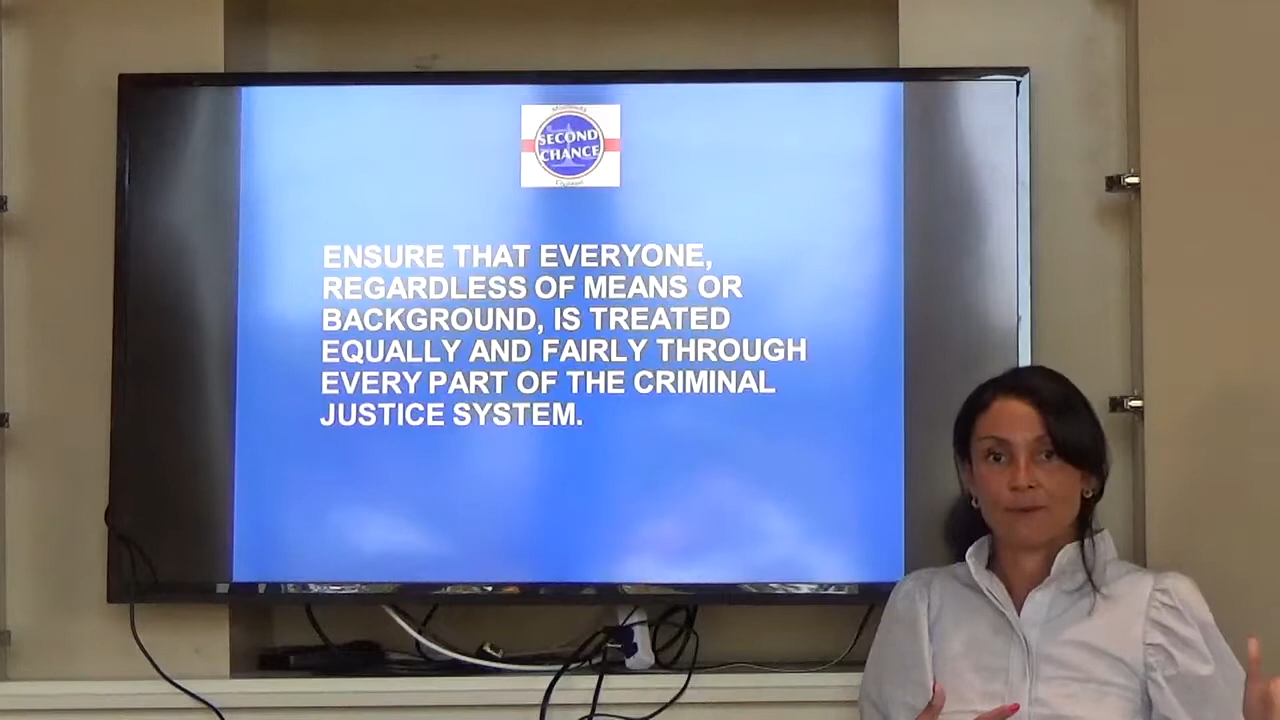 SECOND
CHANCE
ENSURE THAT EVERYONE,
REGARDLESS OF MEANS OR
BACKGROUND, IS TREATED
EQUALLY AND FAIRLY THROUGH
EVERY PART OF THE CRIMINAL
JUSTICE SYSTEM.